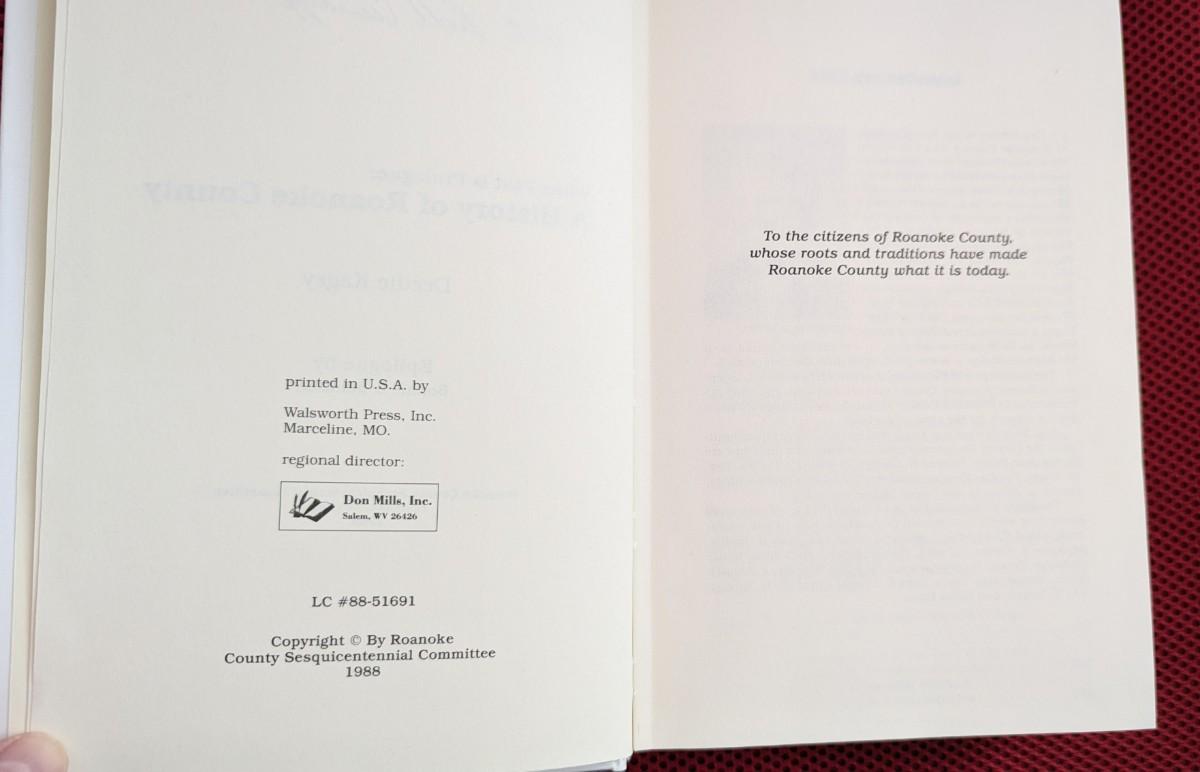 printed in U.S.A. by
Walsworth Press, Inc.
Marceline, MO.
regional director:
Don Mills, Inc.
Salem, WV 26426
LC #88-51691
Copyright © By Roanoke
County Sesquicentennial Committee
1988
To the citizens of Roanoke County,
whose roots and traditions have made
Roanoke County what it is today.